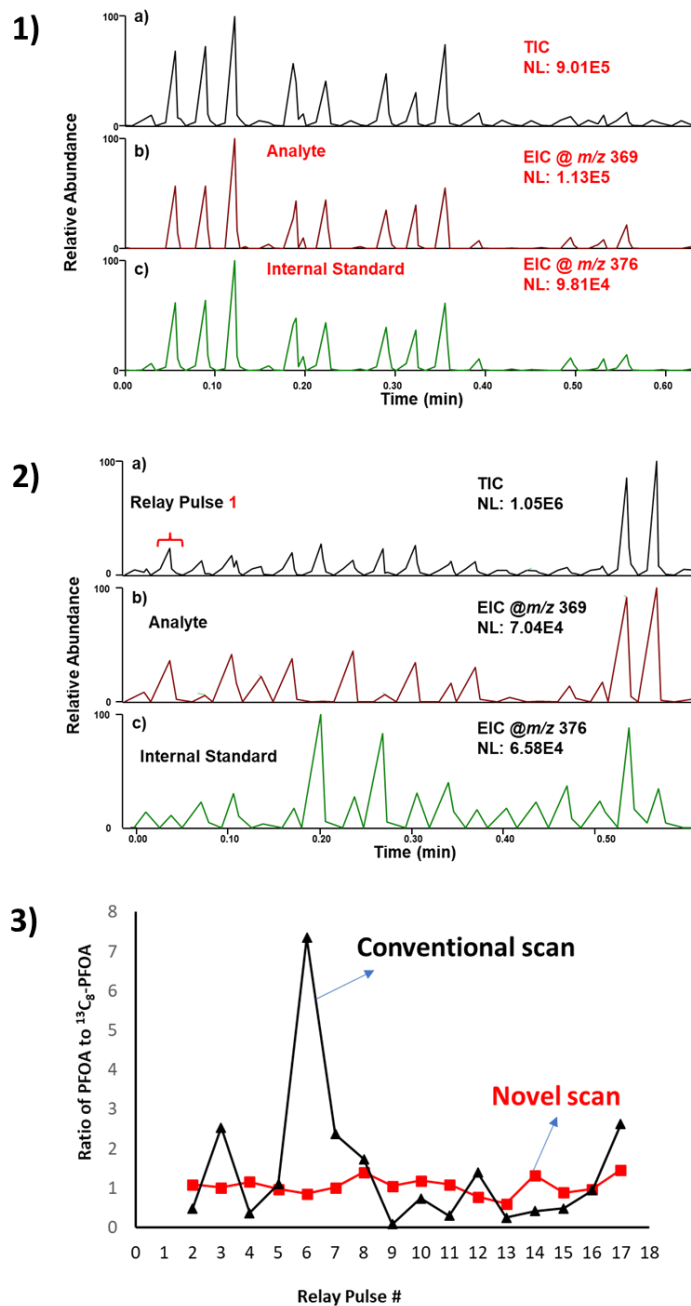 1)
a)
100
TIC
NL: 9.01E5
0
b)
100
Analyte
EIC @ m/z 369
NL: 1.13E5
0
c)
100
Internal Standard
EIC @ m/z 376
NL: 9.81E4
0
Relative Abundance
0.00 0.10 0.20 0.30 0.40 0.50 0.60
Time (min)
2)
a)
100
Relay Pulse 1
TIC
NL: 1.05E6
0
b)
100
Analyte
EIC @m/z 369
NL: 7.04E4
0
c)
100
Internal Standard
EIC @m/z 376
NL: 6.58E4
0
Relative Abundance
0.00 0.10 0.20 0.30 0.40 0.50
Time (min)
3)
Ratio of PFOA to ¹³C₈-PFOA
8
7
6
5
4
3
2
1
0
Conventional scan
Novel scan
0 1 2 3 4 5 6 7 8 9 10 11 12 13 14 15 16 17 18
Relay Pulse #